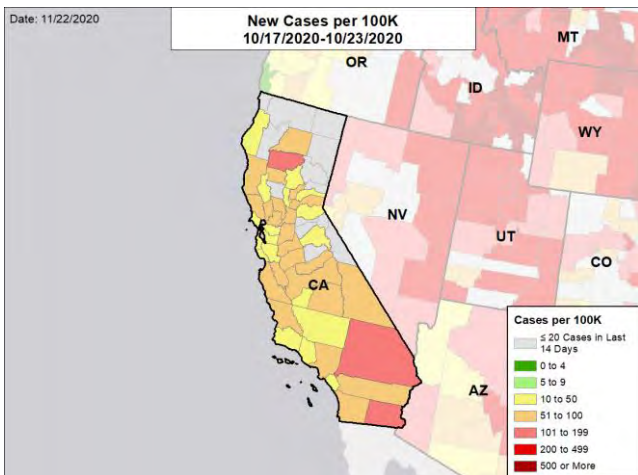 Date: 11/22/2020
New Cases per 100K
10/17/2020-10/23/2020
OR
MT
ID
WY
NV
UT
CO
CA
AZ
Cases per 100K
≤ 20 Cases in Last
14 Days
0 to 4
5 to 9
10 to 50
51 to 100
101 to 199
200 to 499
500 or More